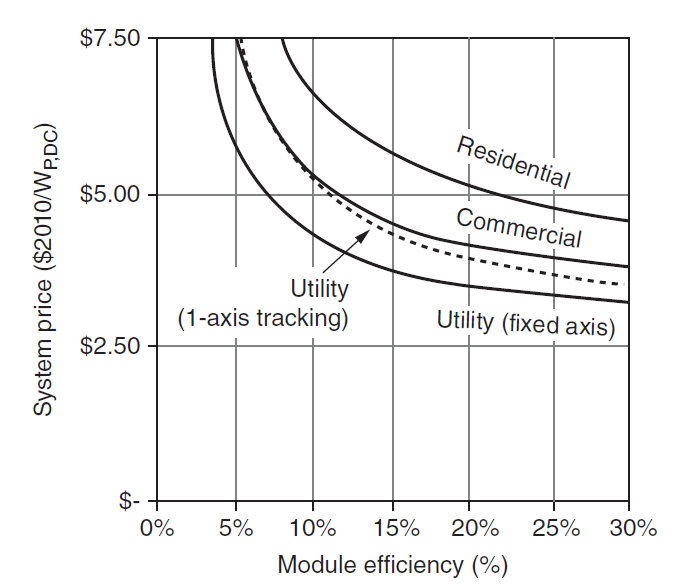 $7.50
$5.00
$2.50
$-
System price ($2010/Wₚ,DC)
Residential
Commercial
Utility
(1-axis tracking)
Utility (fixed axis)
0% 5% 10% 15% 20% 25% 30%
Module efficiency (%)